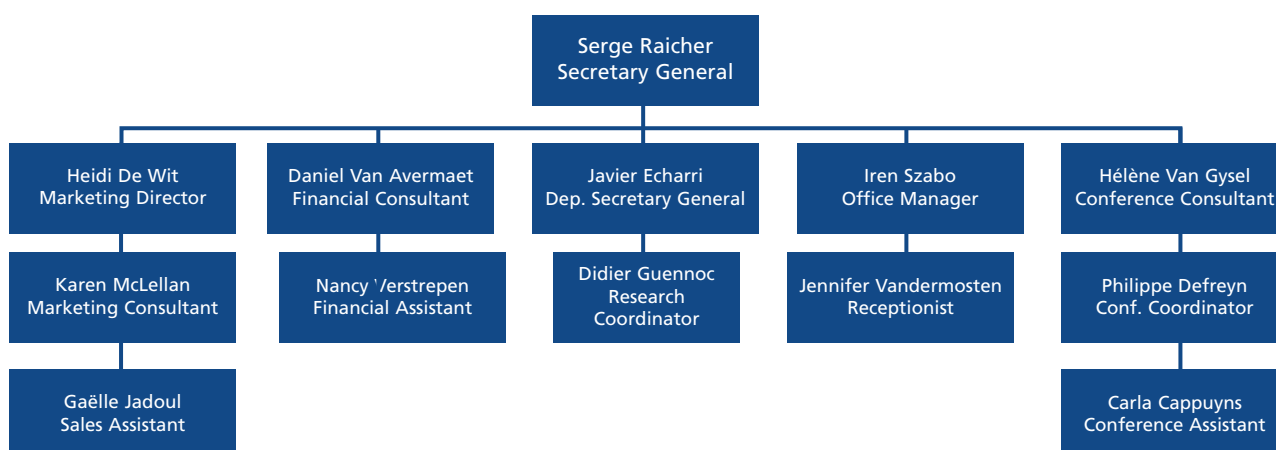 Serge Raicher
Secretary General
Heidi De Wit
Marketing Director
Daniel Van Avermaet
Financial Consultant
Javier Echarri
Dep. Secretary General
Iren Szabo
Office Manager
Hélène Van Gysel
Conference Consultant
Karen McLellan
Marketing Consultant
Nancy Verstrepen
Financial Assistant
Didier Guennoc
Research
Coordinator
Jennifer Vandermosten
Receptionist
Philippe Defreyn
Conf. Coordinator
Gaëlle Jadoul
Sales Assistant
Carla Cappuyns
Conference Assistant